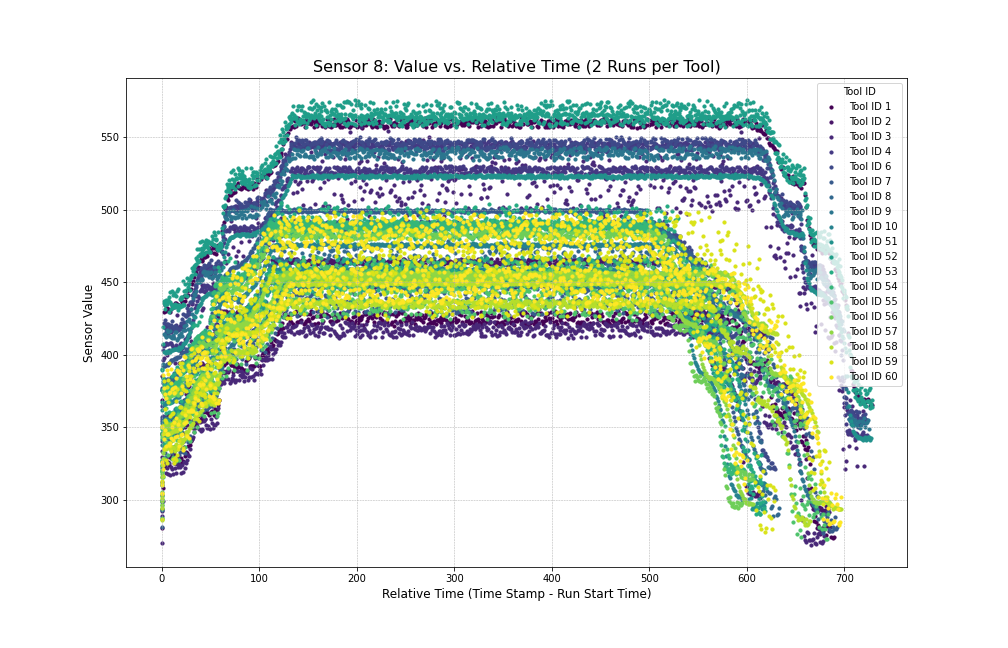 Sensor 8: Value vs. Relative Time (2 Runs per Tool)
Sensor Value
550
500
450
400
350
300
0 100 200 300 400 500 600 700
Relative Time (Time Stamp - Run Start Time)
Tool ID
Tool ID 1
Tool ID 2
Tool ID 3
Tool ID 4
Tool ID 6
Tool ID 7
Tool ID 8
Tool ID 9
Tool ID 10
Tool ID 51
Tool ID 52
Tool ID 53
Tool ID 54
Tool ID 55
Tool ID 56
Tool ID 57
Tool ID 58
Tool ID 59
Tool ID 60